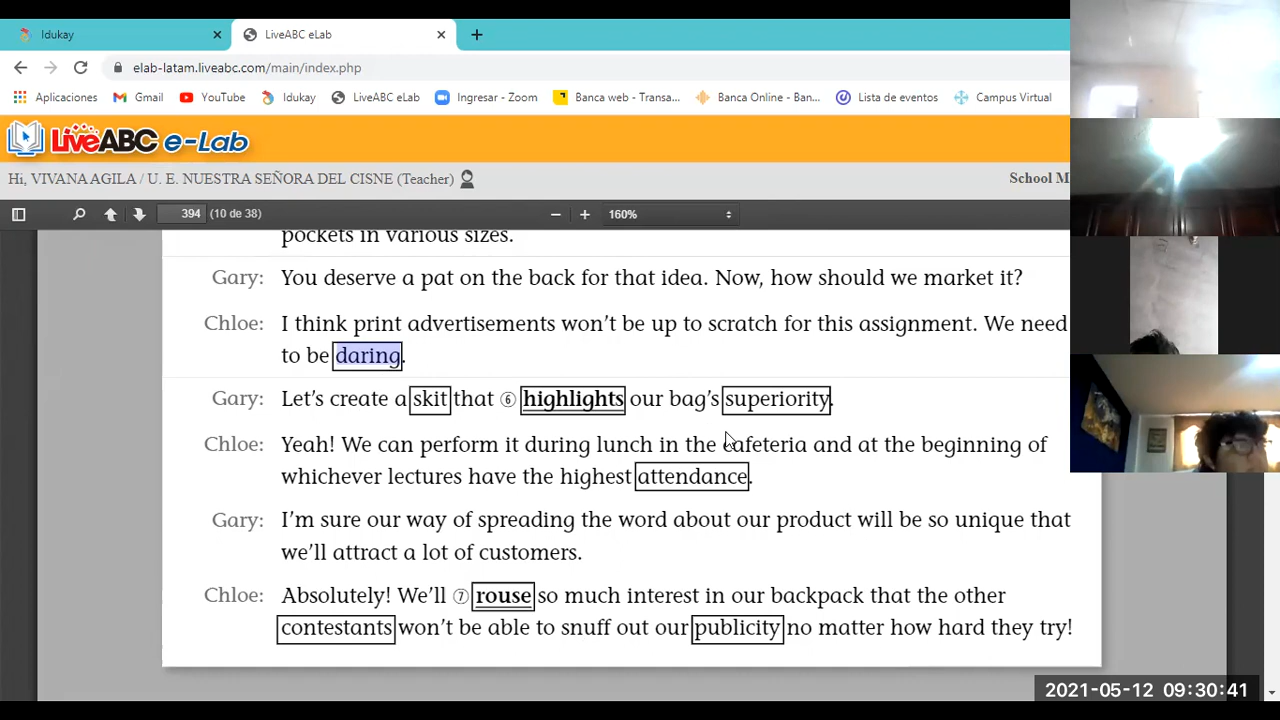 Idukay
LiveABC eLab
elab-latam.liveabc.com/main/index.php
Aplicaciones Gmail YouTube Idukay LiveABC eLab Ingresar - Zoom Banca web - Transa... Banca Online - Ban... Lista de eventos Campus Virtual
LiveABC e-Lab
Hi, VIVANA AGILA / U. E. NUESTRA SEÑORA DEL CISNE (Teacher) School M
394 (10 de 38) 160%
pockets in various sizes.
Gary: You deserve a pat on the back for that idea. Now, how should we market it?
Chloe: I think print advertisements won't be up to scratch for this assignment. We need
to be daring.
Gary: Let's create a skit that ⑥ highlights our bag's superiority.
Chloe: Yeah! We can perform it during lunch in the cafeteria and at the beginning of
whichever lectures have the highest attendance.
Gary: I'm sure our way of spreading the word about our product will be so unique that
we'll attract a lot of customers.
Chloe: Absolutely! We'll ⑦ rouse so much interest in our backpack that the other
contestants won't be able to snuff out our publicity no matter how hard they try!
2021-05-12 09:30:41